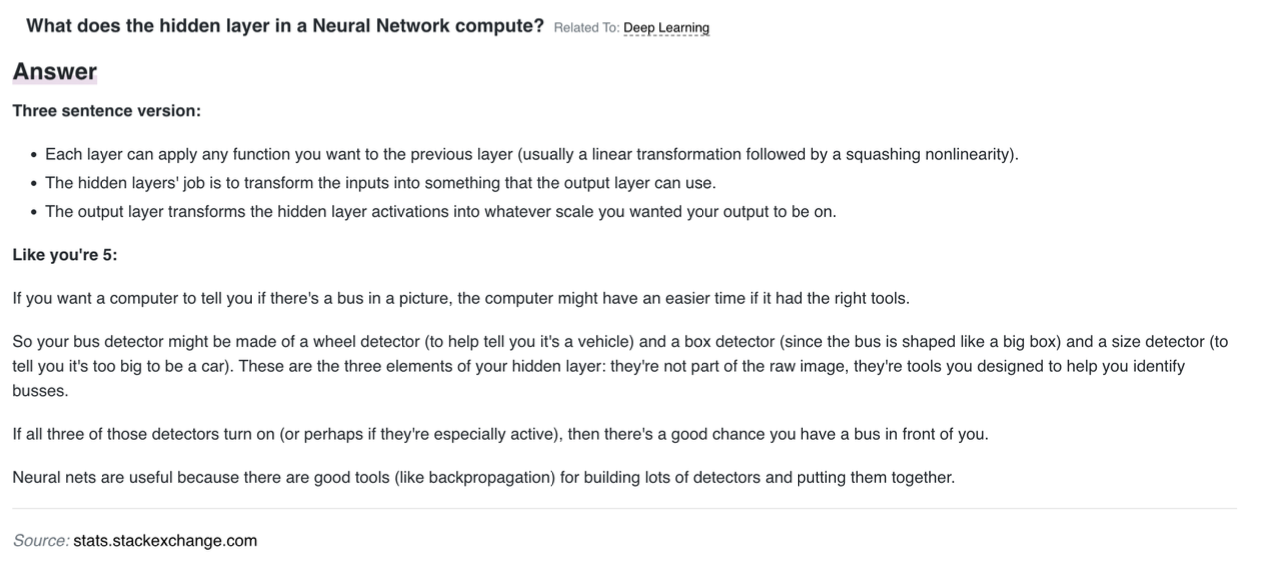 What does the hidden layer in a Neural Network compute? Related To: Deep Learning
Answer
Three sentence version:
• Each layer can apply any function you want to the previous layer (usually a linear transformation followed by a squashing nonlinearity).
• The hidden layers' job is to transform the inputs into something that the output layer can use.
• The output layer transforms the hidden layer activations into whatever scale you wanted your output to be on.
Like you're 5:
If you want a computer to tell you if there's a bus in a picture, the computer might have an easier time if it had the right tools.
So your bus detector might be made of a wheel detector (to help tell you it's a vehicle) and a box detector (since the bus is shaped like a big box) and a size detector (to
tell you it's too big to be a car). These are the three elements of your hidden layer: they're not part of the raw image, they're tools you designed to help you identify
busses.
If all three of those detectors turn on (or perhaps if they're especially active), then there's a good chance you have a bus in front of you.
Neural nets are useful because there are good tools (like backpropagation) for building lots of detectors and putting them together.
Source: stats.stackexchange.com